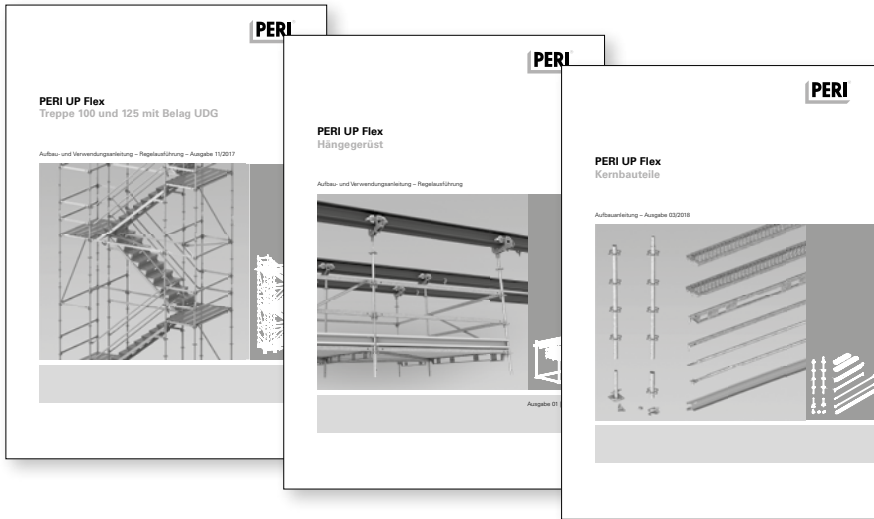 PERI
PERI UP Flex
Treppe 100 und 125 mit Belag UDG
Aufbau- und Verwendungsanleitung – Regelausführung – Ausgabe 11/2017
PERI
PERI UP Flex
Hängegerüst
Aufbau- und Verwendungsanleitung – Regelausführung
Ausgabe 01
PERI
PERI UP Flex
Kernbauteile
Aufbauanleitung – Ausgabe 03/2018